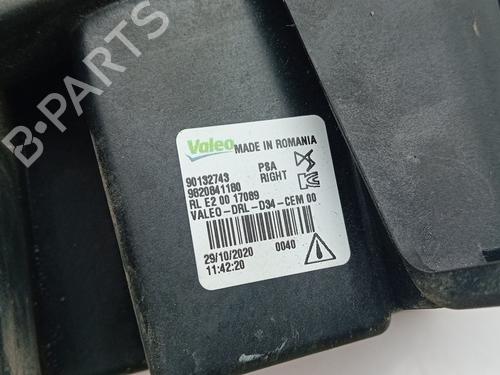 B-PARTS
Valeo MADE IN ROMANIA
90132743 PSA
9820841180 RIGHT
RL E2 00 17089
VALEO-DRL-D34-CEM 00
29/10/2020 0040
11:42:20